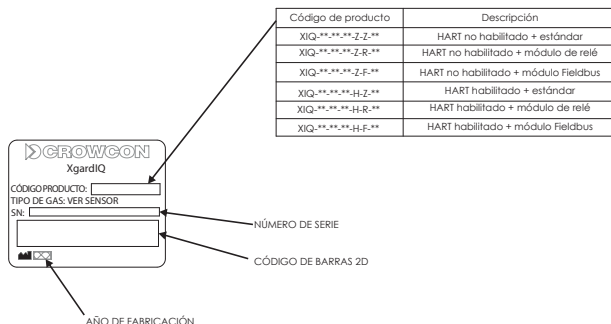 Código de producto Descripción
XIQ-**-**-**-Z-Z-** HART no habilitado + estándar
XIQ-**-**-**-Z-R-** HART no habilitado + módulo de relé
XIQ-**-**-**-Z-F-** HART no habilitado + módulo Fieldbus
XIQ-**-**-**-H-Z-** HART habilitado + estándar
XIQ-**-**-**-H-R-** HART habilitado + módulo de relé
XIQ-**-**-**-H-F-** HART habilitado + módulo Fieldbus
CROWCON
XgardIQ
CÓDIGO PRODUCTO:
TIPO DE GAS: VER SENSOR
SN:
NÚMERO DE SERIE
CÓDIGO DE BARRAS 2D
AÑO DE FABRICACIÓN